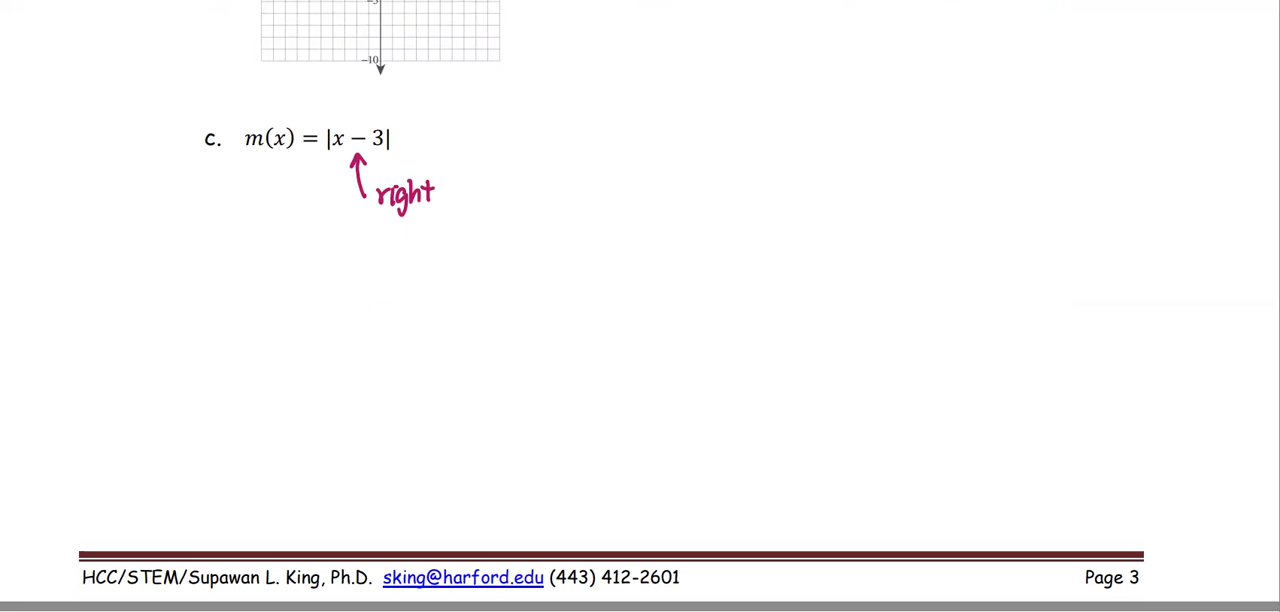 -10
c. m(x) = |x − 3|
right
HCC/STEM/Supawan L. King, Ph.D. sking@harford.edu (443) 412-2601 Page 3